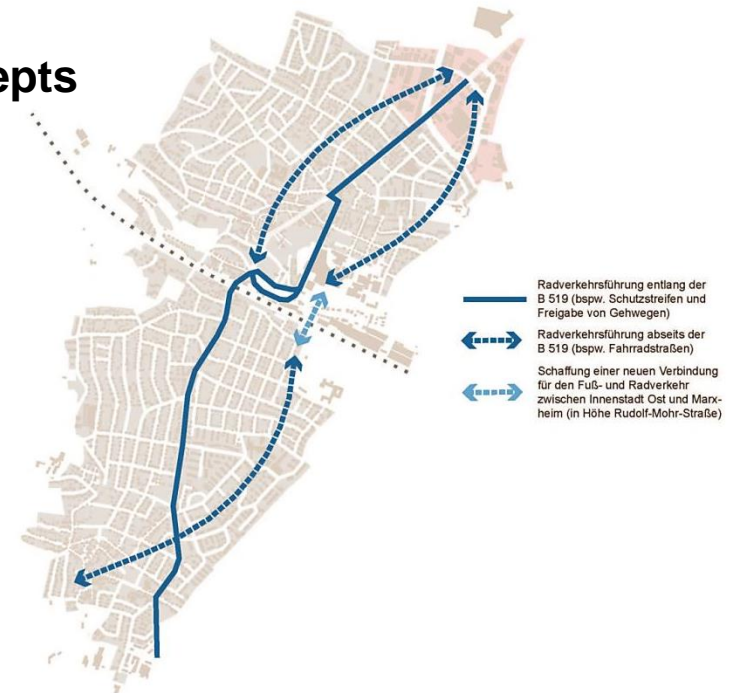 epts
Radverkehrsführung entlang der
B 519 (bspw. Schutzstreifen und
Freigabe von Gehwegen)
Radverkehrsführung abseits der
B 519 (bspw. Fahrradstraßen)
Schaffung einer neuen Verbindung
für den Fuß- und Radverkehr
zwischen Innenstadt Ost und Marx-
heim (in Höhe Rudolf-Mohr-Straße)